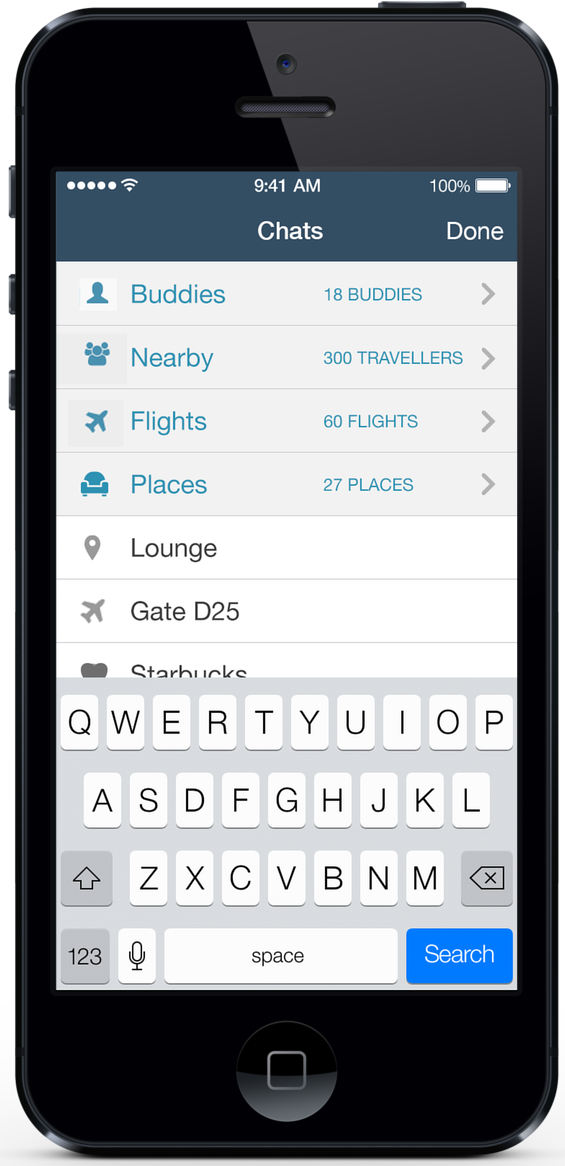 9:41 AM 100%
Chats Done
Buddies 18 BUDDIES
Nearby 300 TRAVELLERS
Flights 60 FLIGHTS
Places 27 PLACES
Lounge
Gate D25
Starbucks
Q W E R T Y U I O P
A S D F G H J K L
Z X C V B N M
123 space Search